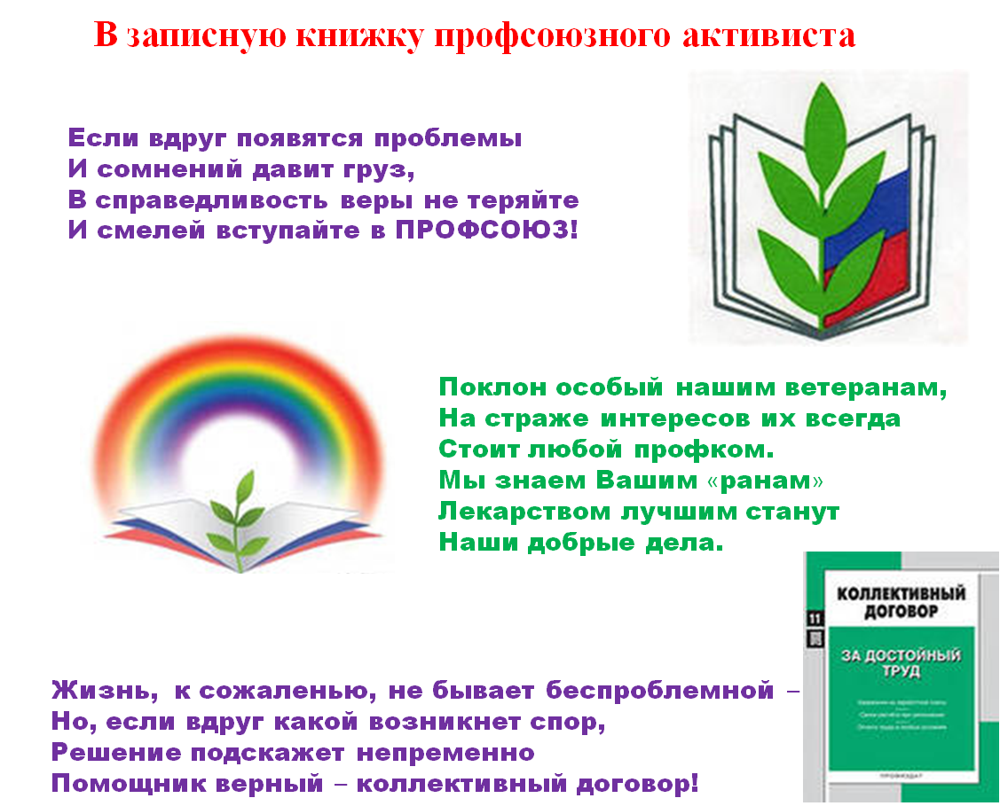 В записную книжку профсоюзного активиста
Если вдруг появятся проблемы
И сомнений давит груз,
В справедливость веры не теряйте
И смелей вступайте в ПРОФСОЮЗ!
Поклон особый нашим ветеранам,
На страже интересов их всегда
Стоит любой профком.
Мы знаем Вашим «ранам»
Лекарством лучшим станут
Наши добрые дела.
КОЛЛЕКТИВНЫЙ
ДОГОВОР
11
ЗА ДОСТОЙНЫЙ
ТРУД
ПРОФИЗДАТ
Жизнь, к сожаленью, не бывает беспроблемной –
Но, если вдруг какой возникнет спор,
Решение подскажет непременно
Помощник верный – коллективный договор!